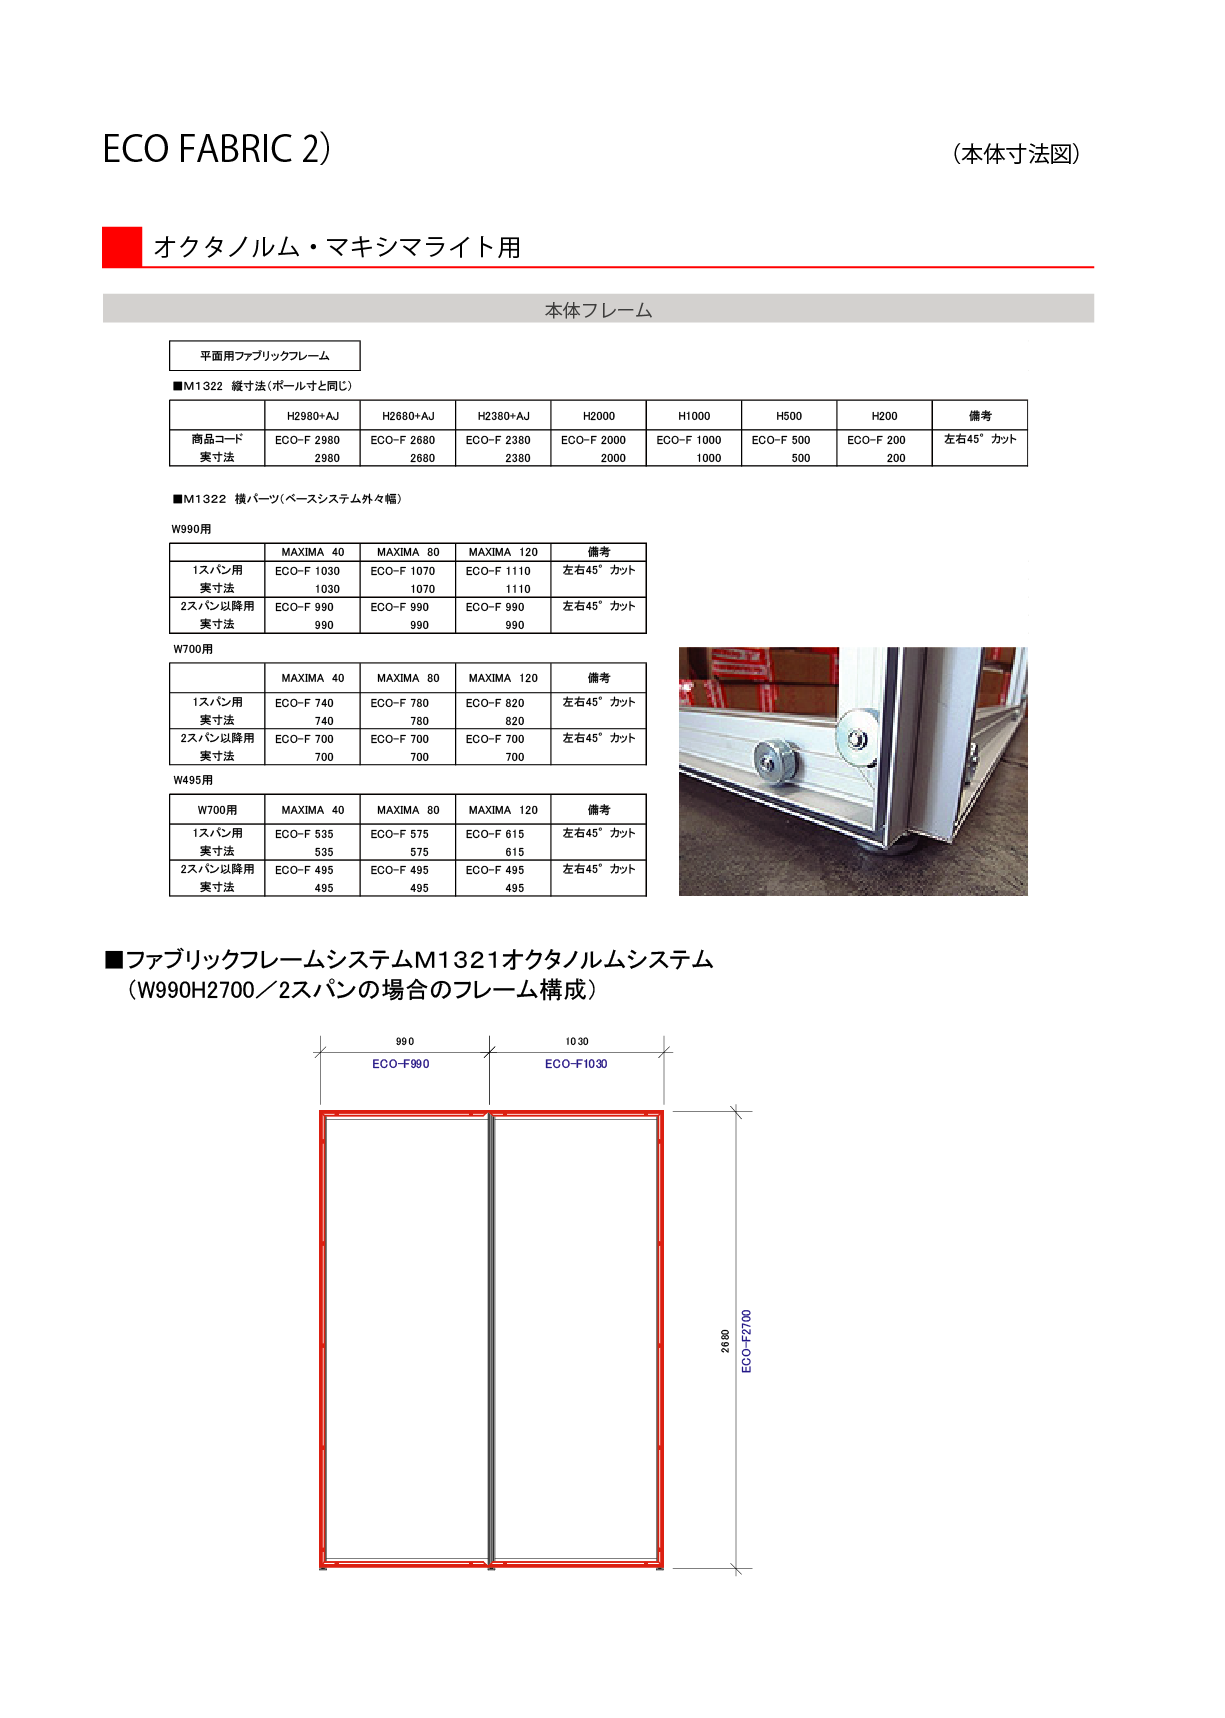 ECO FABRIC 2）
（本体寸法図）
オクタノルム・マキシマライト用
本体フレーム
平面用ファブリックフレーム
■Ｍ1322 縦寸法（ポール寸と同じ）
H2980+AJ H2680+AJ H2380+AJ H2000 H1000 H500 H200 備考
商品コード ECO-F 2980 ECO-F 2680 ECO-F 2380 ECO-F 2000 ECO-F 1000 ECO-F 500 ECO-F 200 左右45°カット
実寸法 2980 2680 2380 2000 1000 500 200
■Ｍ１３２２ 横パーツ（ベースシステム外々幅）
W990用
MAXIMA 40 MAXIMA 80 MAXIMA 120 備考
1スパン用 ECO-F 1030 ECO-F 1070 ECO-F 1110 左右45°カット
実寸法 1030 1070 1110
2スパン以降用 ECO-F 990 ECO-F 990 ECO-F 990 左右45°カット
実寸法 990 990 990
W700用
MAXIMA 40 MAXIMA 80 MAXIMA 120 備考
1スパン用 ECO-F 740 ECO-F 780 ECO-F 820 左右45°カット
実寸法 740 780 820
2スパン以降用 ECO-F 700 ECO-F 700 ECO-F 700 左右45°カット
実寸法 700 700 700
W495用
W700用 MAXIMA 40 MAXIMA 80 MAXIMA 120 備考
1スパン用 ECO-F 535 ECO-F 575 ECO-F 615 左右45°カット
実寸法 535 575 615
2スパン以降用 ECO-F 495 ECO-F 495 ECO-F 495 左右45°カット
実寸法 495 495 495
■ファブリックフレームシステムＭ１３２１オクタノルムシステム
（W990H2700／2スパンの場合のフレーム構成）
990 1030
ECO-F990 ECO-F1030
2680
ECO-F2700